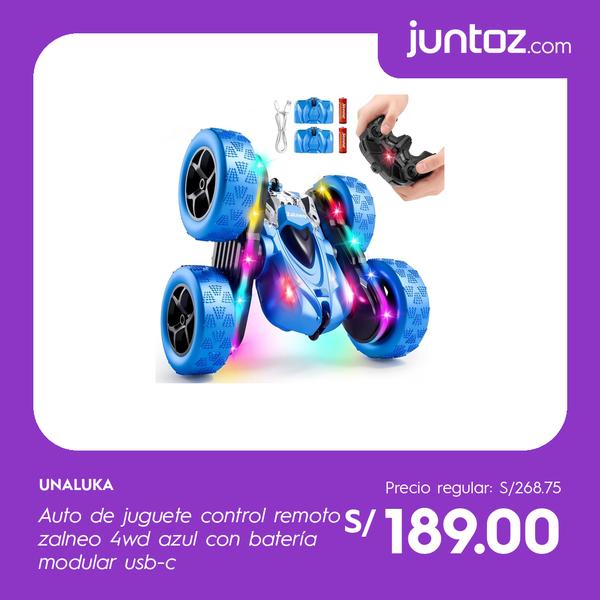 juntoz.com
UNALUKA
Auto de juguete control remoto
zalneo 4wd azul con batería
modular usb-c
Precio regular: S/268.75
S/189.00